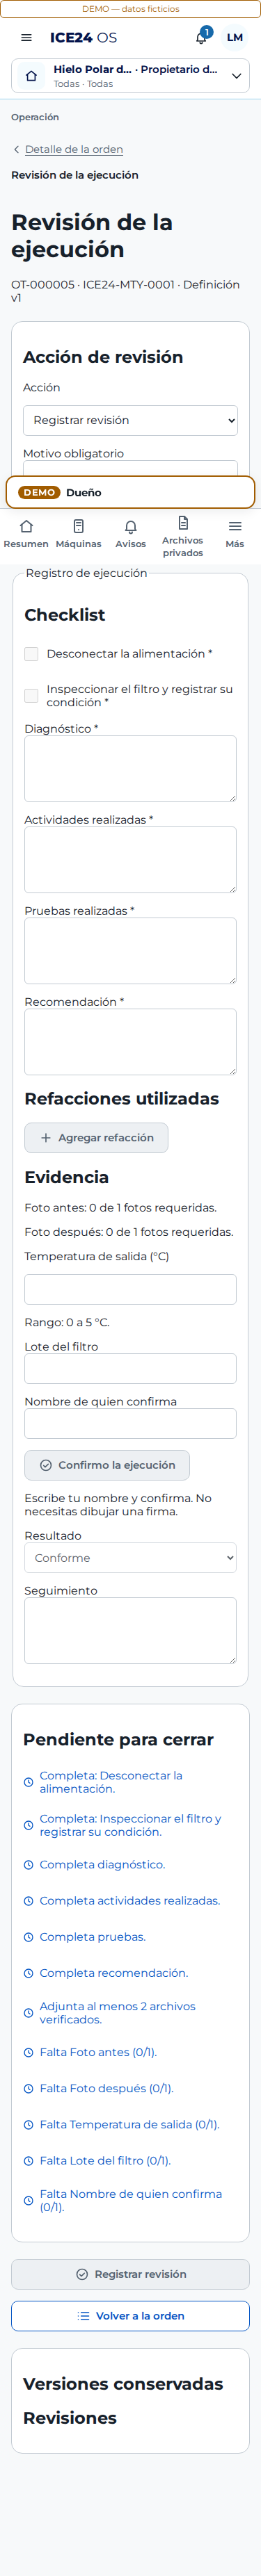 DEMO — datos ficticios
ICE24 OS
1
LM
Hielo Polar d... · Propietario d...
Todas · Todas
Operación
Detalle de la orden
Revisión de la ejecución
Revisión de la
ejecución
OT-000005 · ICE24-MTY-0001 · Definición
v1
Acción de revisión
Acción
Registrar revisión
Motivo obligatorio
DEMO Dueño
Resumen
Máquinas
Avisos
Archivos
privados
Más
Registro de ejecución
Checklist
Desconectar la alimentación *
Inspeccionar el filtro y registrar su
condición *
Diagnóstico *
Actividades realizadas *
Pruebas realizadas *
Recomendación *
Refacciones utilizadas
Agregar refacción
Evidencia
Foto antes: 0 de 1 fotos requeridas.
Foto después: 0 de 1 fotos requeridas.
Temperatura de salida (°C)
Rango: 0 a 5 °C.
Lote del filtro
Nombre de quien confirma
Confirmo la ejecución
Escribe tu nombre y confirma. No
necesitas dibujar una firma.
Resultado
Conforme
Seguimiento
Pendiente para cerrar
Completa: Desconectar la
alimentación.
Completa: Inspeccionar el filtro y
registrar su condición.
Completa diagnóstico.
Completa actividades realizadas.
Completa pruebas.
Completa recomendación.
Adjunta al menos 2 archivos
verificados.
Falta Foto antes (0/1).
Falta Foto después (0/1).
Falta Temperatura de salida (0/1).
Falta Lote del filtro (0/1).
Falta Nombre de quien confirma
(0/1).
Registrar revisión
Volver a la orden
Versiones conservadas
Revisiones